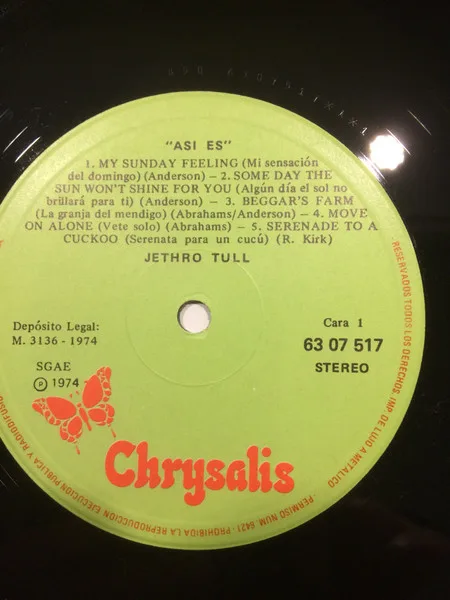 "ASI ES"
1. MY SUNDAY FEELING (Mi sensación
del domingo) (Anderson) — 2. SOME DAY THE
SUN WON'T SHINE FOR YOU (Algún día el sol no
brüllará para ti) (Anderson) — 3. BEGGAR'S FARM
(La granja del mendigo) (Abrahams/Anderson) — 4. MOVE
ON ALONE (Vete solo) (Abrahams) — 5. SERENADE TO A
CUCKOO (Serenata para un cucú) (R. Kirk)
JETHRO TULL
Depósito Legal:
M. 3136 - 1974
SGAE
Ⓟ 1974
Cara 1
63 07 517
STEREO
Chrysalis
RESERVADOS TODOS LOS DERECHOS. IMP. DE LUJO A METALICO
PERMISO NUM. 6421 · PROHIBIDA LA REPRODUCCION EJECUCION PUBLICA Y RADIODIFUSIO